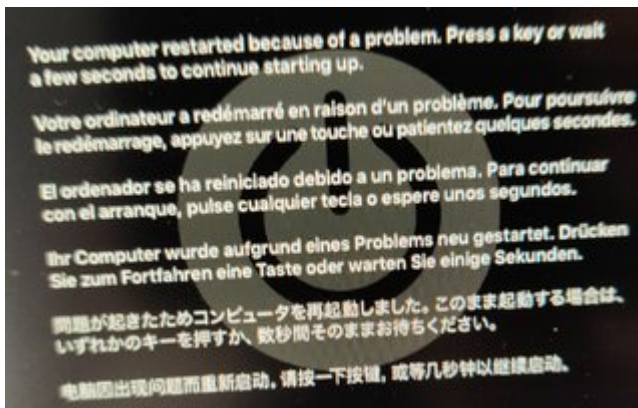 Your computer restarted because of a problem. Press a key or wait
a few seconds to continue starting up.
Votre ordinateur a redémarré en raison d'un problème. Pour poursuivre
le redémarrage, appuyez sur une touche ou patientez quelques secondes.
El ordenador se ha reiniciado debido a un problema. Para continuar
con el arranque, pulse cualquier tecla o espere unos segundos.
Ihr Computer wurde aufgrund eines Problems neu gestartet. Drücken
Sie zum Fortfahren eine Taste oder warten Sie einige Sekunden.
問題が起きたためコンピュータを再起動しました。このまま起動する場合は、
いずれかのキーを押すか、数秒間そのままお待ちください。
电脑因出现问题而重新启动。请按一下按键，或等几秒钟以继续启动。